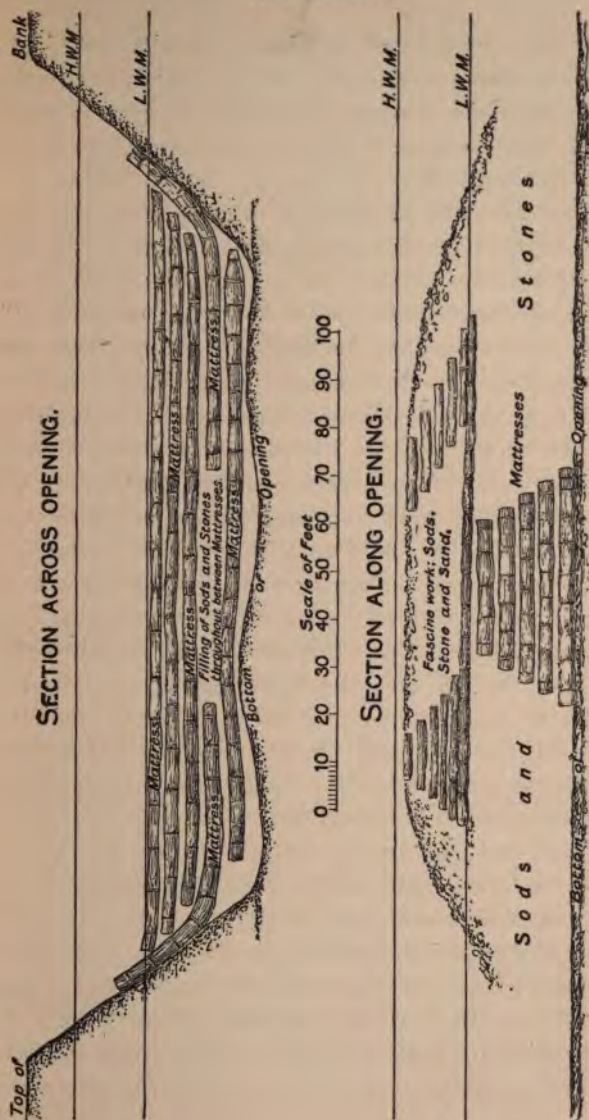 SECTION ACROSS OPENING.
Top of
Bank
H.W.M.
L.W.M.
Mattress
Mattress
Mattress
Filling of Sods and Stones
throughout between Mattresses.
Mattress
Mattress
Mattress
Bottom of Opening
Scale of Feet
0 10 20 30 40 50 60 70 80 90 100
SECTION ALONG OPENING.
H.W.M.
L.W.M.
Fascine work; Sods,
Stone and Sand.
Mattresses
Sods and Stones
Bottom of Opening